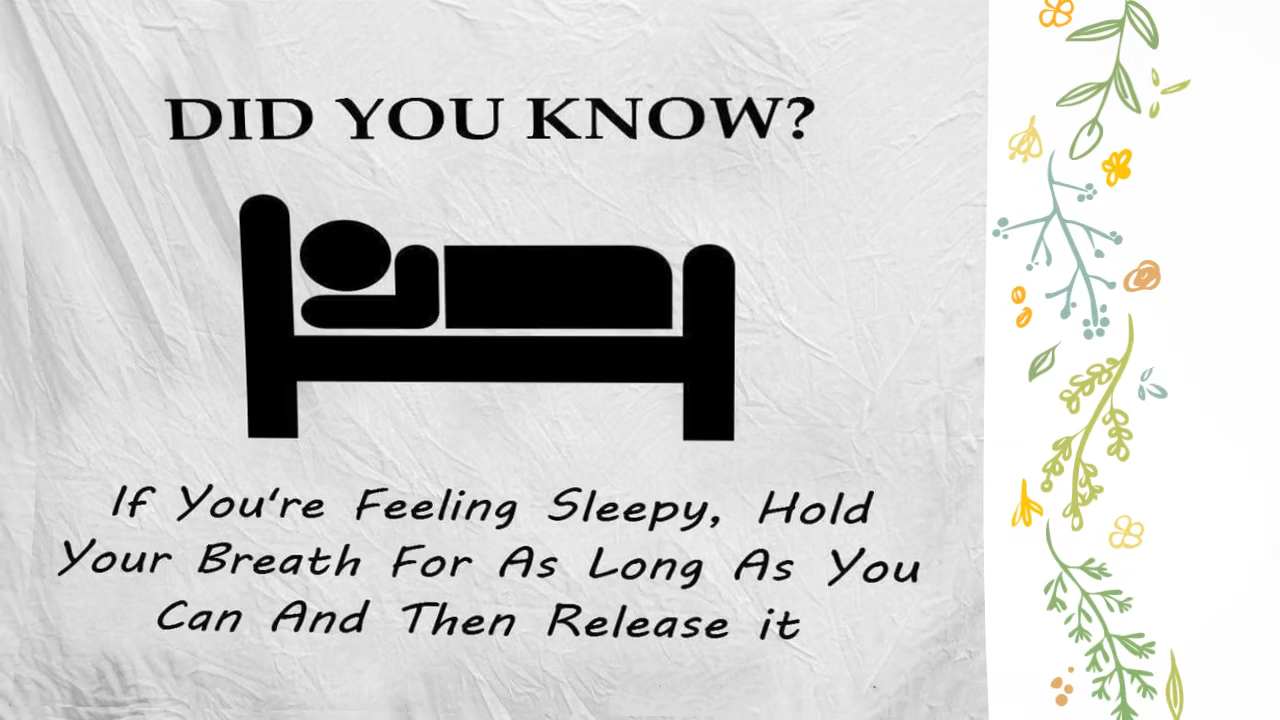 DID YOU KNOW?
If You're Feeling Sleepy, Hold
Your Breath For As Long As You
Can And Then Release it